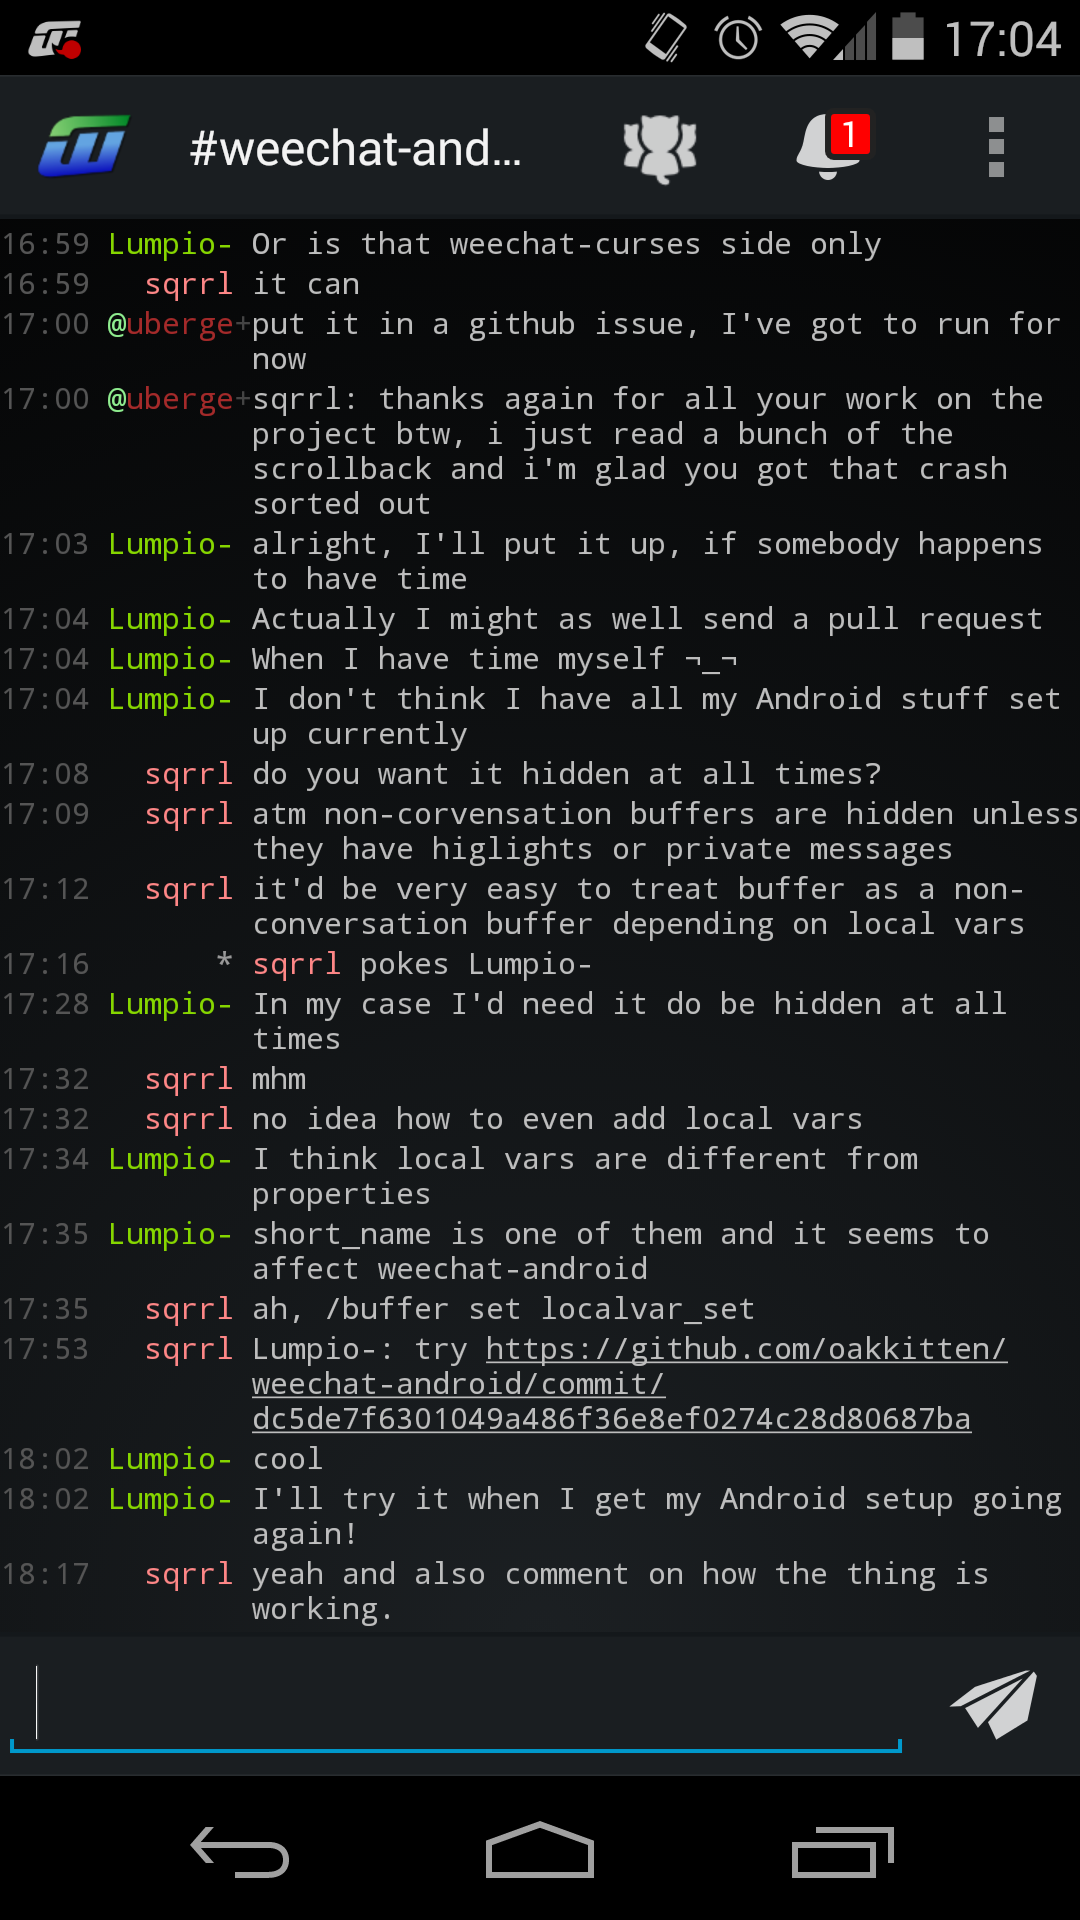 17:04
#weechat-and...
1
16:59 Lumpio- Or is that weechat-curses side only
16:59 sqrrl it can
17:00 @uberge+put it in a github issue, I've got to run for
now
17:00 @uberge+sqrrl: thanks again for all your work on the
project btw, i just read a bunch of the
scrollback and i'm glad you got that crash
sorted out
17:03 Lumpio- alright, I'll put it up, if somebody happens
to have time
17:04 Lumpio- Actually I might as well send a pull request
17:04 Lumpio- When I have time myself ¬_¬
17:04 Lumpio- I don't think I have all my Android stuff set
up currently
17:08 sqrrl do you want it hidden at all times?
17:09 sqrrl atm non-corvensation buffers are hidden unless
they have higlights or private messages
17:12 sqrrl it'd be very easy to treat buffer as a non-
conversation buffer depending on local vars
17:16 * sqrrl pokes Lumpio-
17:28 Lumpio- In my case I'd need it do be hidden at all
times
17:32 sqrrl mhm
17:32 sqrrl no idea how to even add local vars
17:34 Lumpio- I think local vars are different from
properties
17:35 Lumpio- short_name is one of them and it seems to
affect weechat-android
17:35 sqrrl ah, /buffer set localvar_set
17:53 sqrrl Lumpio-: try https://github.com/oakkitten/
weechat-android/commit/
dc5de7f6301049a486f36e8ef0274c28d80687ba
18:02 Lumpio- cool
18:02 Lumpio- I'll try it when I get my Android setup going
again!
18:17 sqrrl yeah and also comment on how the thing is
working.